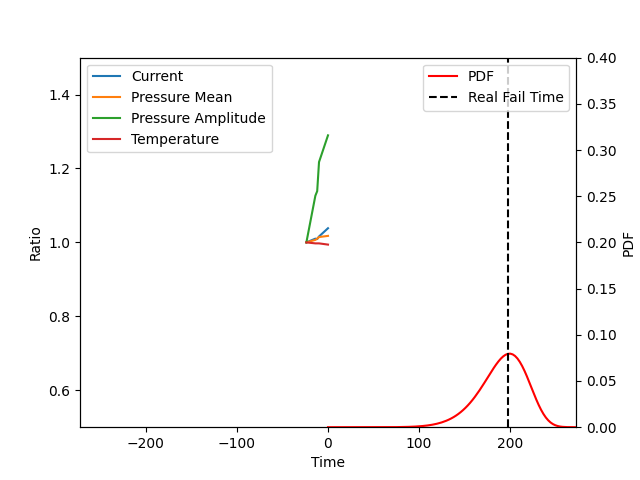 Current
Pressure Mean
Pressure Amplitude
Temperature
PDF
Real Fail Time
1.4
1.2
1.0
0.8
0.6
Ratio
0.40
0.35
0.30
0.25
0.20
0.15
0.10
0.05
0.00
PDF
−200
−100
0
100
200
Time